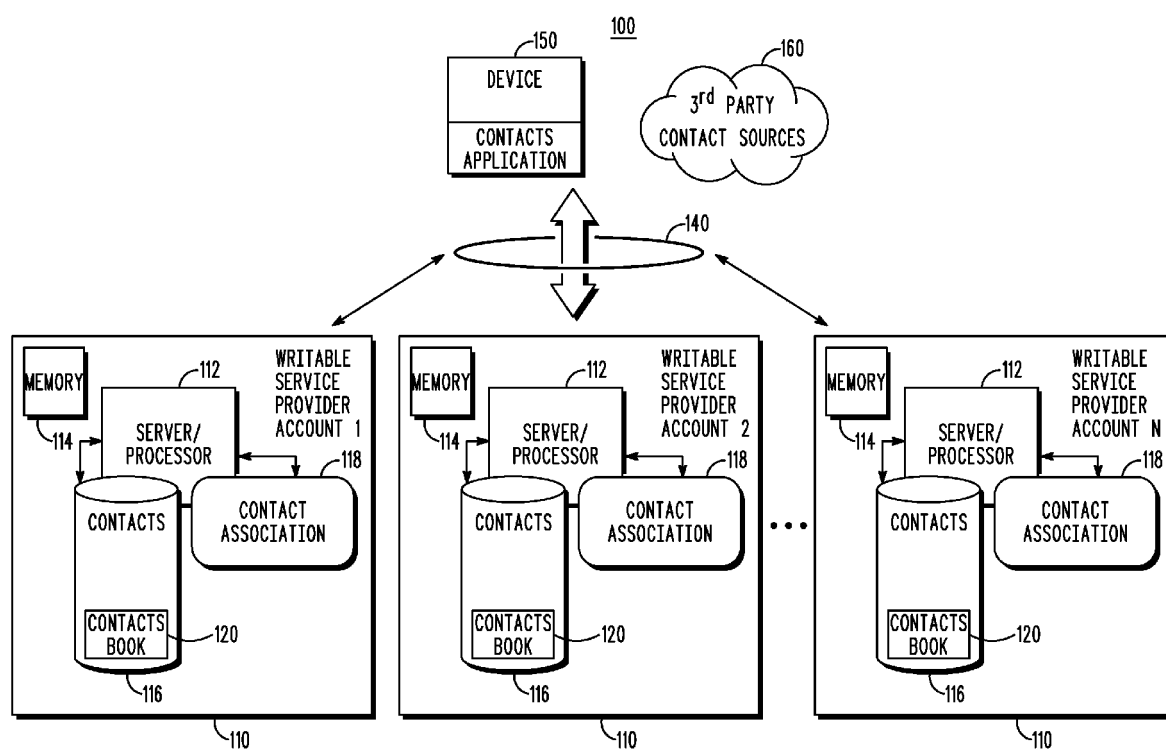 100
150
160
DEVICE
CONTACTS
APPLICATION
3rd PARTY
CONTACT SOURCES
140
MEMORY
114
112
SERVER/
PROCESSOR
WRITABLE
SERVICE
PROVIDER
ACCOUNT 1
118
CONTACTS
CONTACT
ASSOCIATION
CONTACTS
BOOK
120
116
110
MEMORY
114
112
SERVER/
PROCESSOR
WRITABLE
SERVICE
PROVIDER
ACCOUNT 2
118
CONTACTS
CONTACT
ASSOCIATION
CONTACTS
BOOK
120
116
110
MEMORY
114
112
SERVER/
PROCESSOR
WRITABLE
SERVICE
PROVIDER
ACCOUNT N
118
CONTACTS
CONTACT
ASSOCIATION
CONTACTS
BOOK
120
116
110